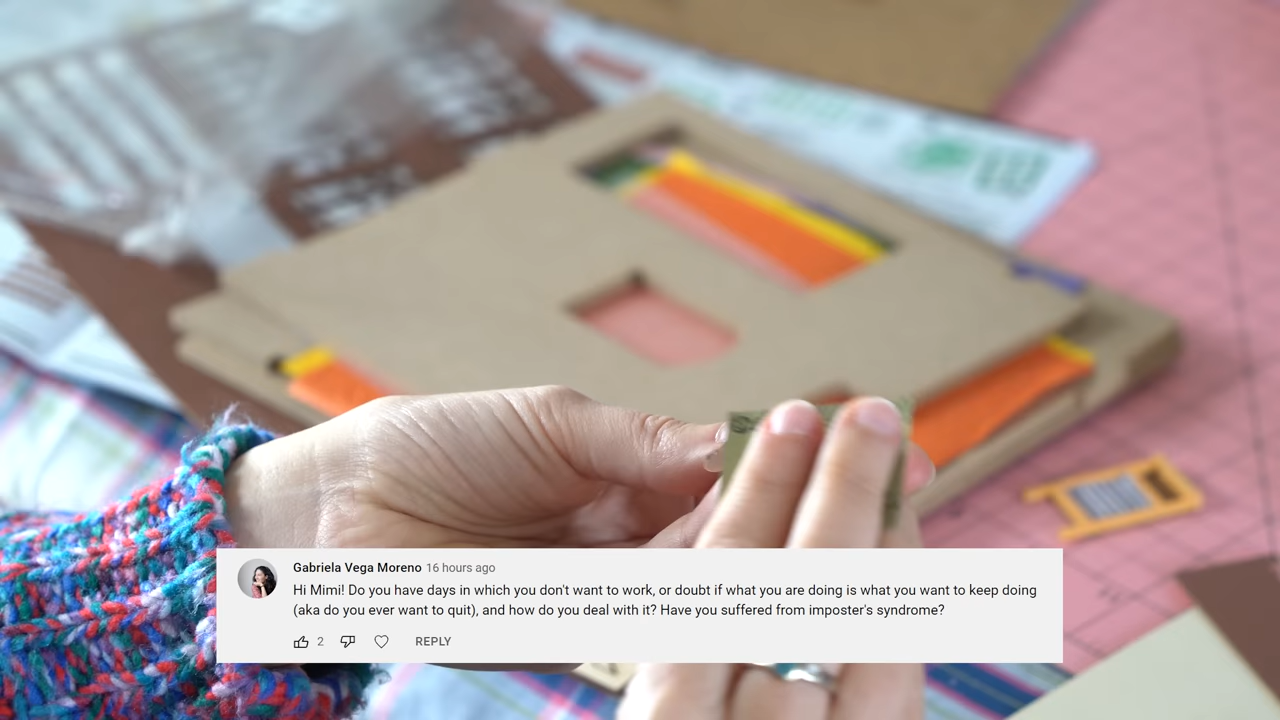 Gabriela Vega Moreno 16 hours ago
Hi Mimi! Do you have days in which you don't want to work, or doubt if what you are doing is what you want to keep doing
(aka do you ever want to quit), and how do you deal with it? Have you suffered from imposter's syndrome?
2 REPLY